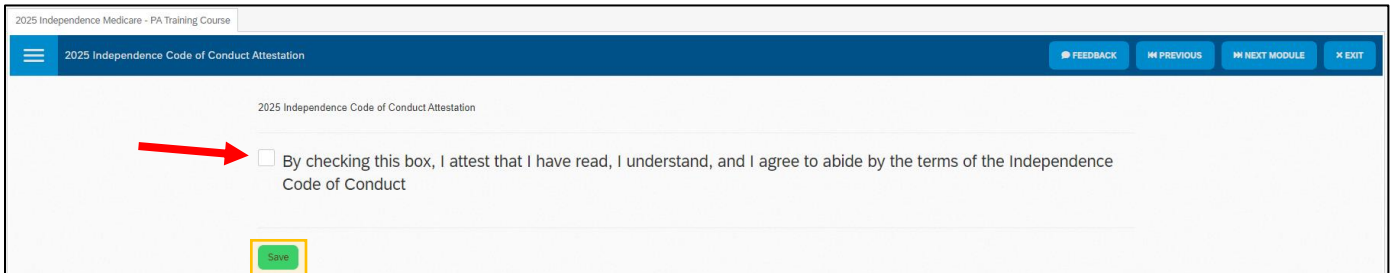 2025 Independence Medicare - PA Training Course
2025 Independence Code of Conduct Attestation
FEEDBACK
PREVIOUS
NEXT MODULE
EXIT
2025 Independence Code of Conduct Attestation
By checking this box, I attest that I have read, I understand, and I agree to abide by the terms of the Independence
Code of Conduct
Save